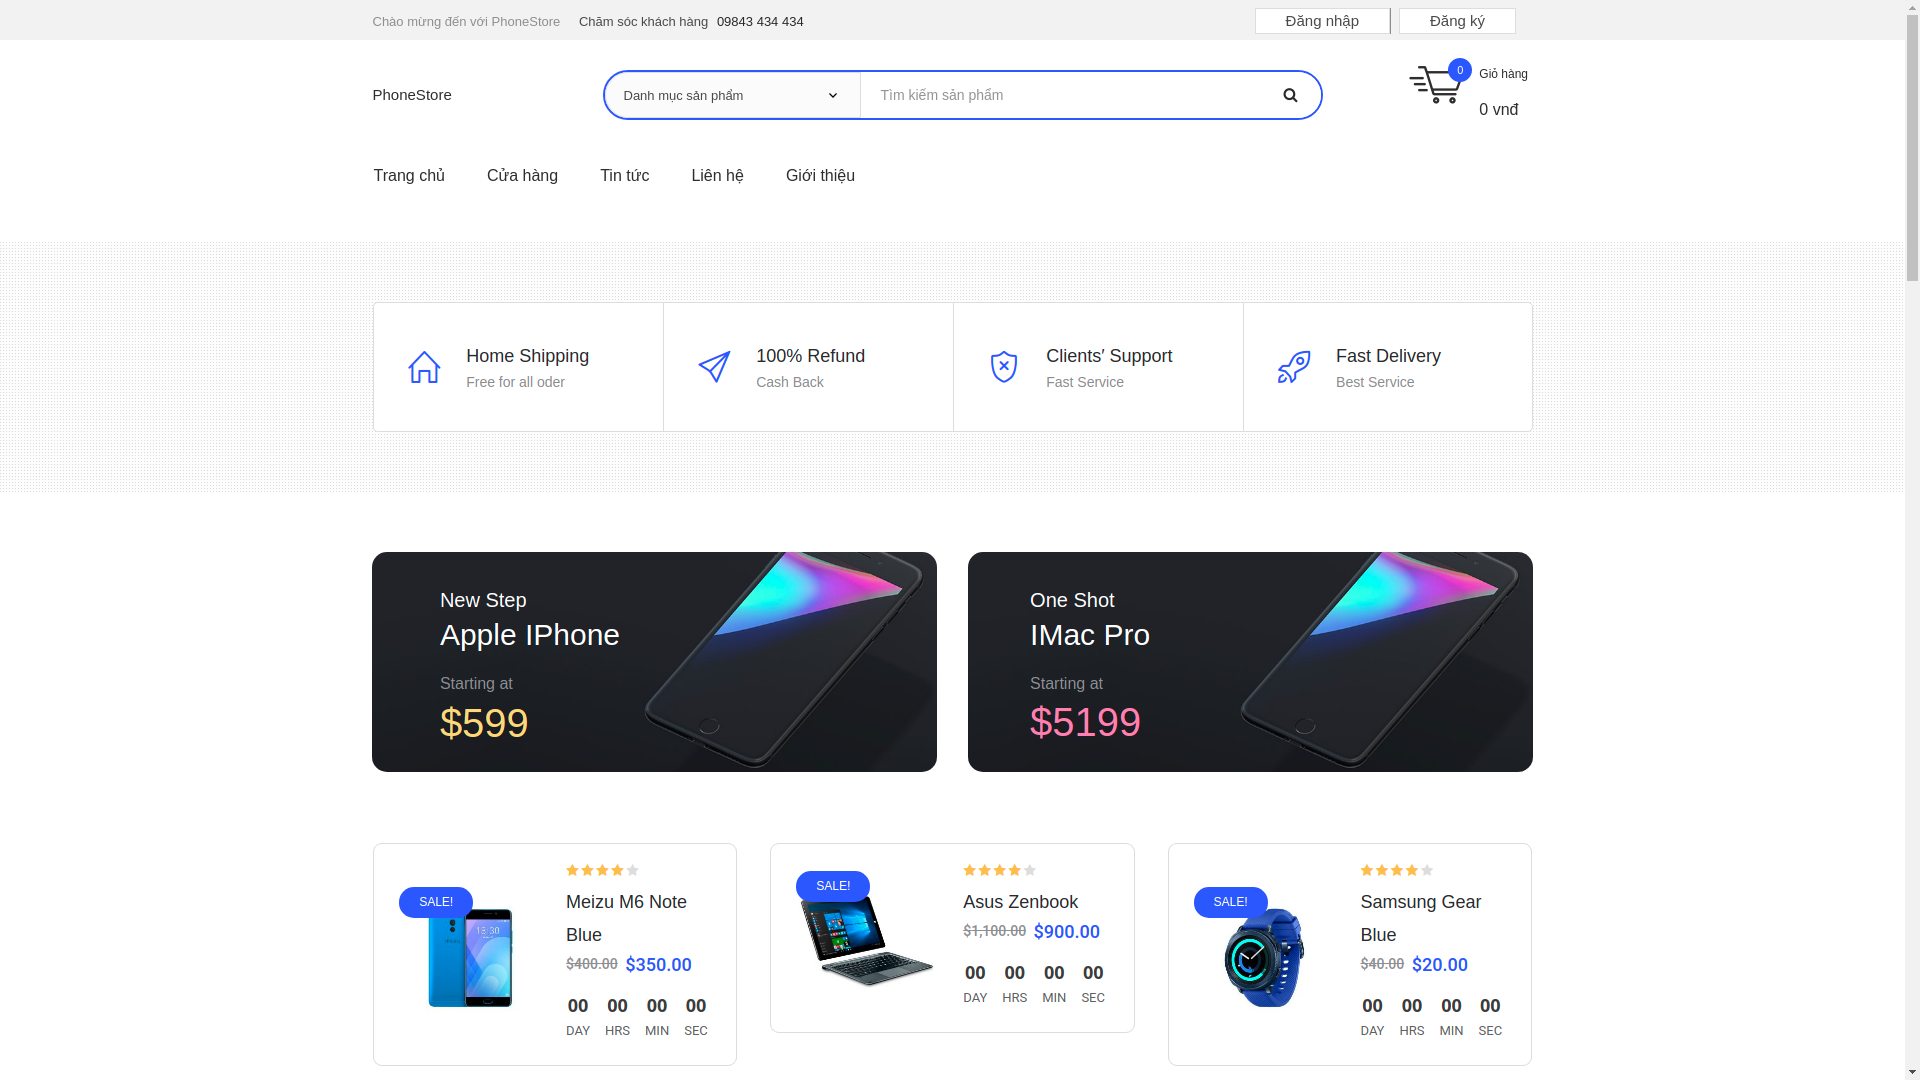 Chào mừng đến với PhoneStore
Chăm sóc khách hàng 09843 434 434
Đăng nhập
Đăng ký
PhoneStore
Danh mục sản phẩm
Tìm kiếm sản phẩm
0
Giỏ hàng
0 vnđ
Trang chủ
Cửa hàng
Tin tức
Liên hệ
Giới thiệu
Home Shipping
Free for all oder
100% Refund
Cash Back
Clients’ Support
Fast Service
Fast Delivery
Best Service
New Step
Apple IPhone
Starting at
$599
One Shot
IMac Pro
Starting at
$5199
SALE!
15:30
Meizu M6 Note
Blue
$400.00 $350.00
00 00 00 00
DAY HRS MIN SEC
SALE!
Asus Zenbook
$1,100.00 $900.00
00 00 00 00
DAY HRS MIN SEC
SALE!
Samsung Gear
Blue
$40.00 $20.00
00 00 00 00
DAY HRS MIN SEC